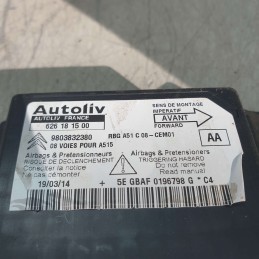 SENS DE MONTAGE
IMPERATIF
Autoliv
AUTOLIV FRANCE
626 18 15 00
AVANT
FORWARD
9803832380 RBG A51 C 08-CEM01
08 VOIES POUR A51S
AA
Airbags & Pretensionneurs
RISQUE DE DECLENCHEMENT
Consulter la notice
Ne pas démonter
Airbags & Pretensioners
TRIGGERING HAZARD
Do not remove
Read manual
19/03/14 + 5E GBAF 0196798 G * C4